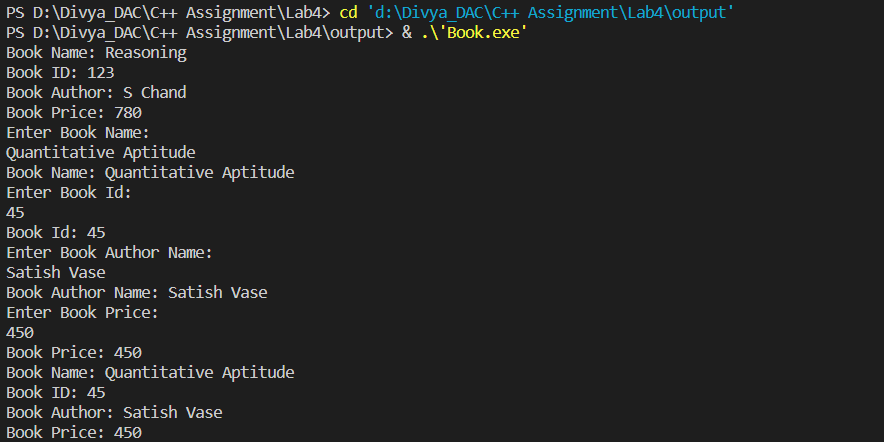 PS D:\Divya_DAC\C++ Assignment\Lab4> cd 'd:\Divya_DAC\C++ Assignment\Lab4\output'
PS D:\Divya_DAC\C++ Assignment\Lab4\output> & .\'Book.exe'
Book Name: Reasoning
Book ID: 123
Book Author: S Chand
Book Price: 780
Enter Book Name:
Quantitative Aptitude
Book Name: Quantitative Aptitude
Enter Book Id:
45
Book Id: 45
Enter Book Author Name:
Satish Vase
Book Author Name: Satish Vase
Enter Book Price:
450
Book Price: 450
Book Name: Quantitative Aptitude
Book ID: 45
Book Author: Satish Vase
Book Price: 450